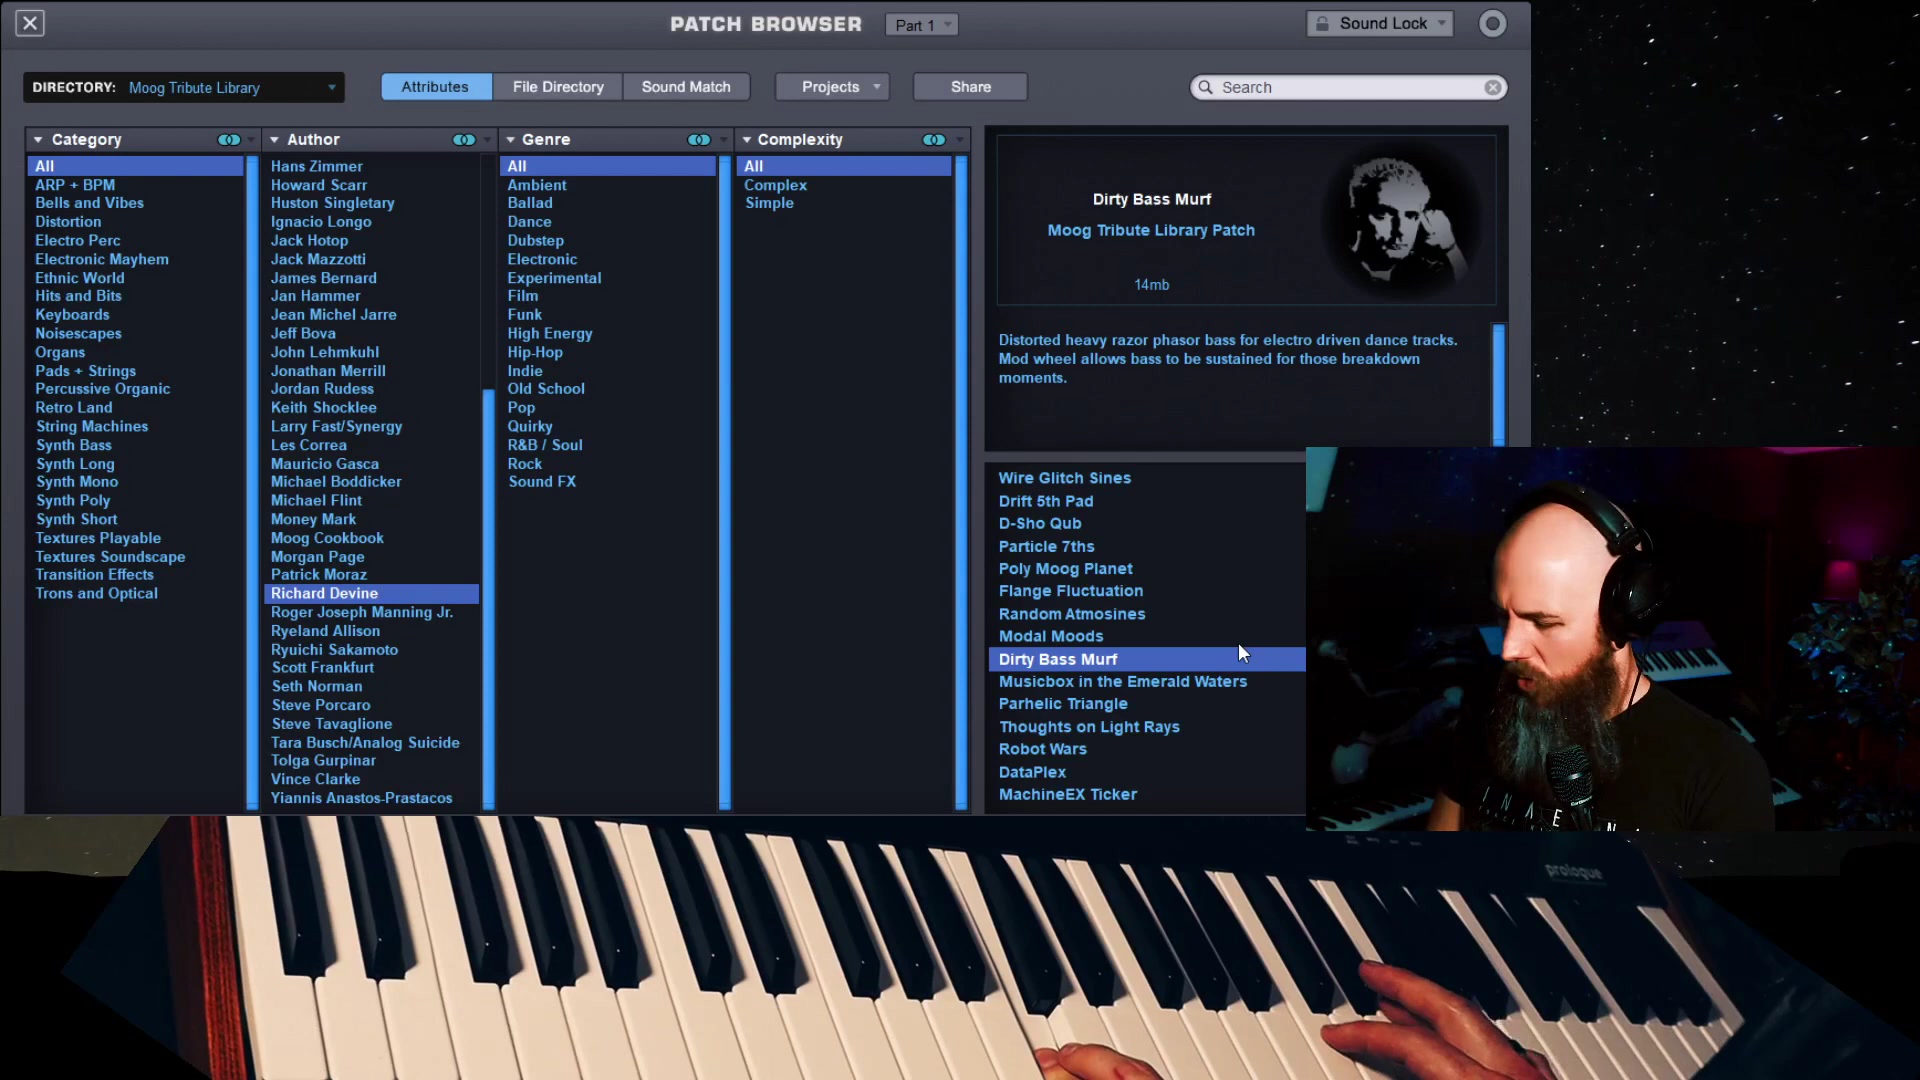 PATCH BROWSER
Part 1
Sound Lock
DIRECTORY: Moog Tribute Library
Attributes
File Directory
Sound Match
Projects
Share
Search
Category
All
ARP + BPM
Bells and Vibes
Distortion
Electro Perc
Electronic Mayhem
Ethnic World
Hits and Bits
Keyboards
Noisescapes
Organs
Pads + Strings
Percussive Organic
Retro Land
String Machines
Synth Bass
Synth Long
Synth Mono
Synth Poly
Synth Short
Textures Playable
Textures Soundscape
Transition Effects
Trons and Optical
Author
Hans Zimmer
Howard Scarr
Huston Singletary
Ignacio Longo
Jack Hotop
Jack Mazzotti
James Bernard
Jan Hammer
Jean Michel Jarre
Jeff Bova
John Lehmkuhl
Jonathan Merrill
Jordan Rudess
Keith Shocklee
Larry Fast/Synergy
Les Correa
Mauricio Gasca
Michael Boddicker
Michael Flint
Money Mark
Moog Cookbook
Morgan Page
Patrick Moraz
Richard Devine
Roger Joseph Manning Jr.
Ryeland Allison
Ryuichi Sakamoto
Scott Frankfurt
Seth Norman
Steve Porcaro
Steve Tavaglione
Tara Busch/Analog Suicide
Tolga Gurpinar
Vince Clarke
Yiannis Anastos-Prastacos
Genre
All
Ambient
Ballad
Dance
Dubstep
Electronic
Experimental
Film
Funk
High Energy
Hip-Hop
Indie
Old School
Pop
Quirky
R&B / Soul
Rock
Sound FX
Complexity
All
Complex
Simple
Dirty Bass Murf
Moog Tribute Library Patch
14mb
Distorted heavy razor phasor bass for electro driven dance tracks.
Mod wheel allows bass to be sustained for those breakdown
moments.
Wire Glitch Sines
Drift 5th Pad
D-Sho Qub
Particle 7ths
Poly Moog Planet
Flange Fluctuation
Random Atmosines
Modal Moods
Dirty Bass Murf
Musicbox in the Emerald Waters
Parhelic Triangle
Thoughts on Light Rays
Robot Wars
DataPlex
MachineEX Ticker
prologue